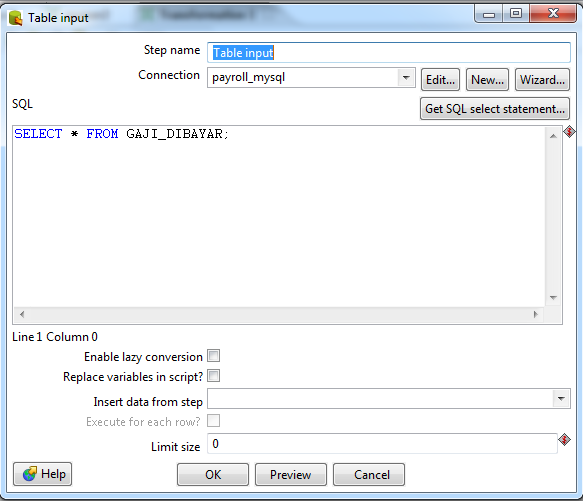 Table input
Step name Table input
Connection payroll_mysql Edit... New... Wizard...
SQL Get SQL select statement...
SELECT * FROM GAJI_DIBAYAR;
Line 1 Column 0
Enable lazy conversion
Replace variables in script?
Insert data from step
Execute for each row?
Limit size 0
Help OK Preview Cancel